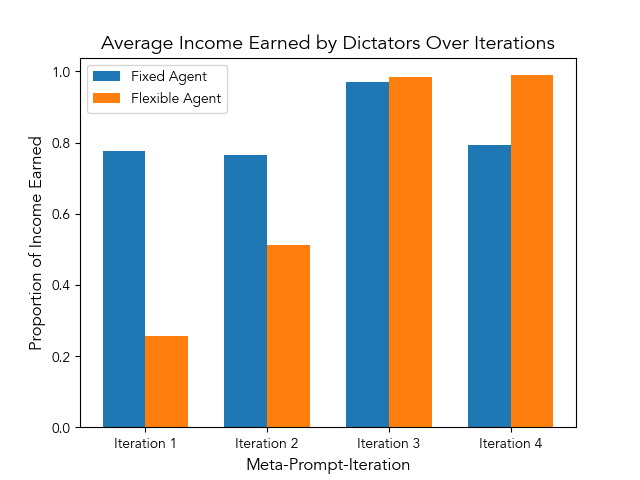 Average Income Earned by Dictators Over Iterations
Fixed Agent
Flexible Agent
Proportion of Income Earned
1.0
0.8
0.6
0.4
0.2
0.0
Iteration 1
Iteration 2
Iteration 3
Iteration 4
Meta-Prompt-Iteration